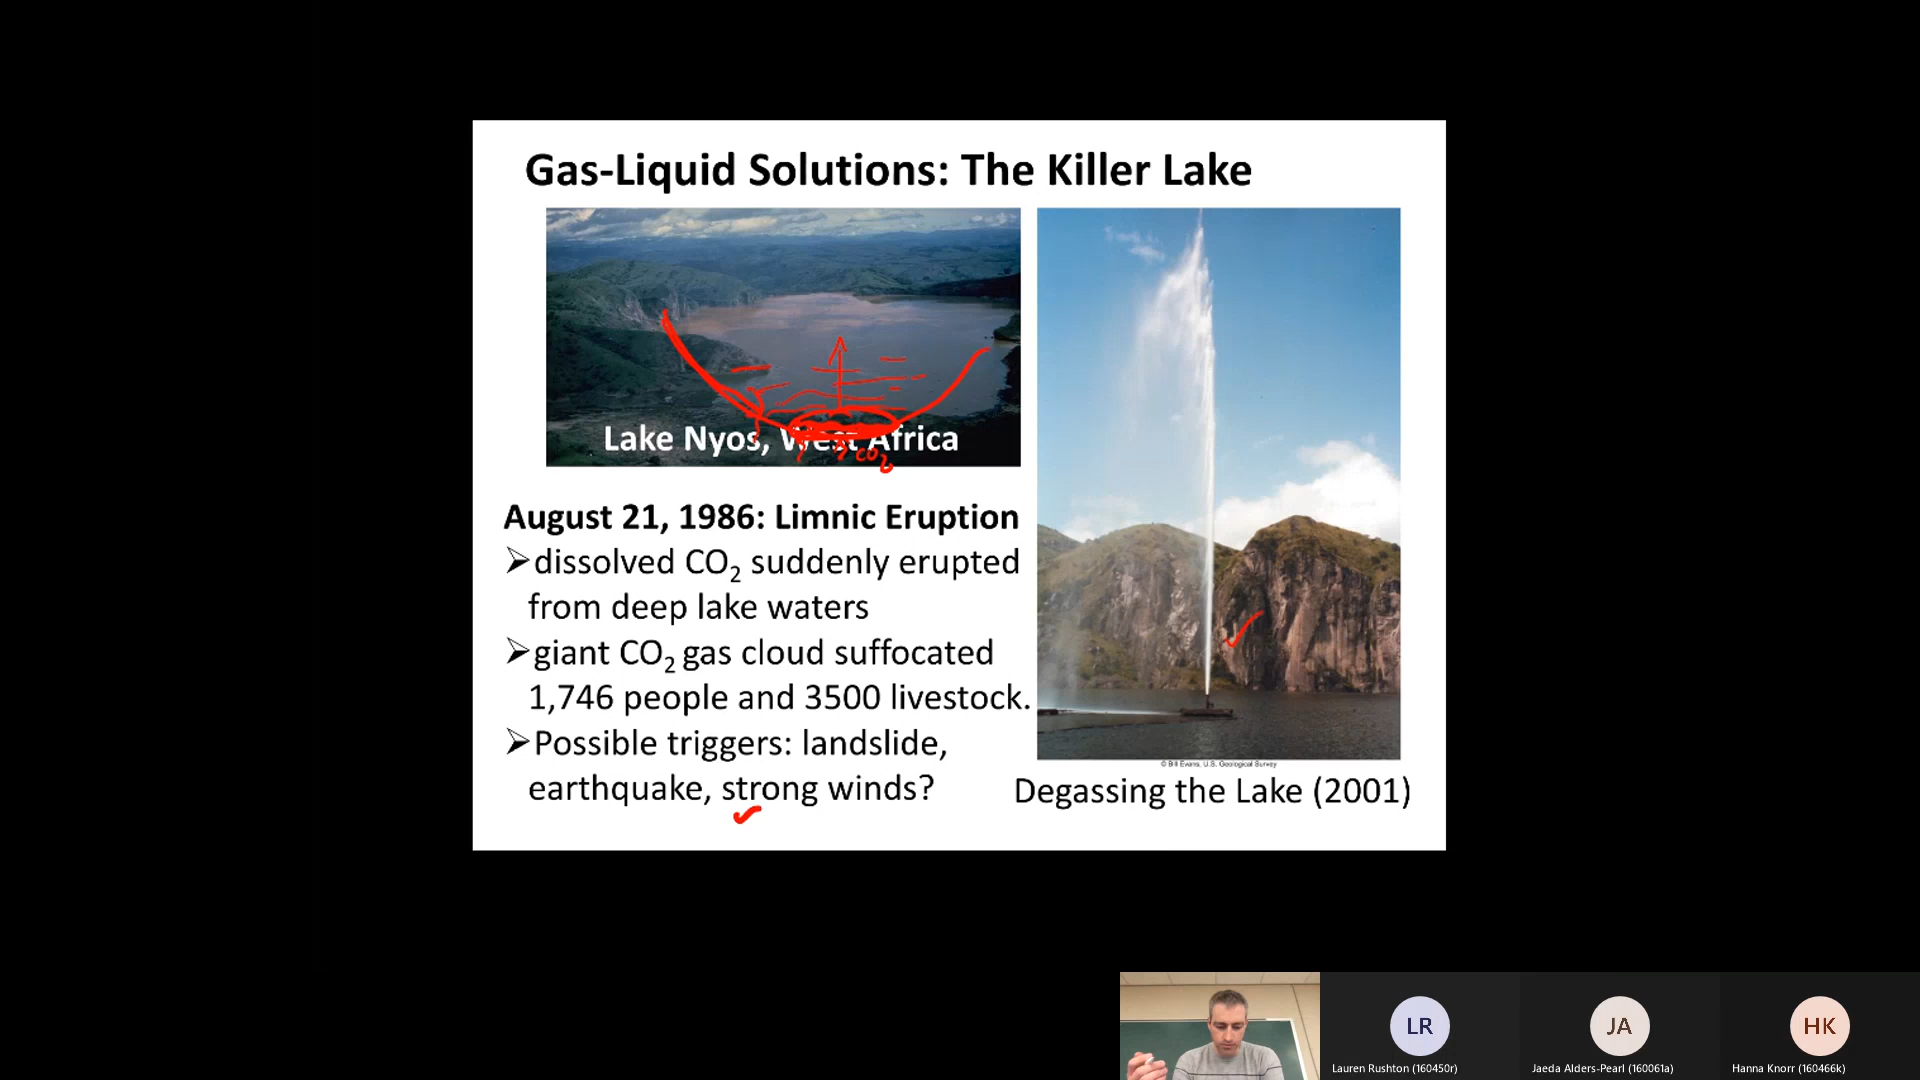 Gas-Liquid Solutions: The Killer Lake
Lake Nyos, West Africa
CO2
August 21, 1986: Limnic Eruption
➢dissolved CO2 suddenly erupted
from deep lake waters
➢giant CO2 gas cloud suffocated
1,746 people and 3500 livestock.
➢Possible triggers: landslide,
earthquake, strong winds?
© Bill Evans, U.S. Geological Survey
Degassing the Lake (2001)
LR
JA
HK
Lauren Rushton (160450r)
Jaeda Alders-Pearl (160061a)
Hanna Knorr (160466k)